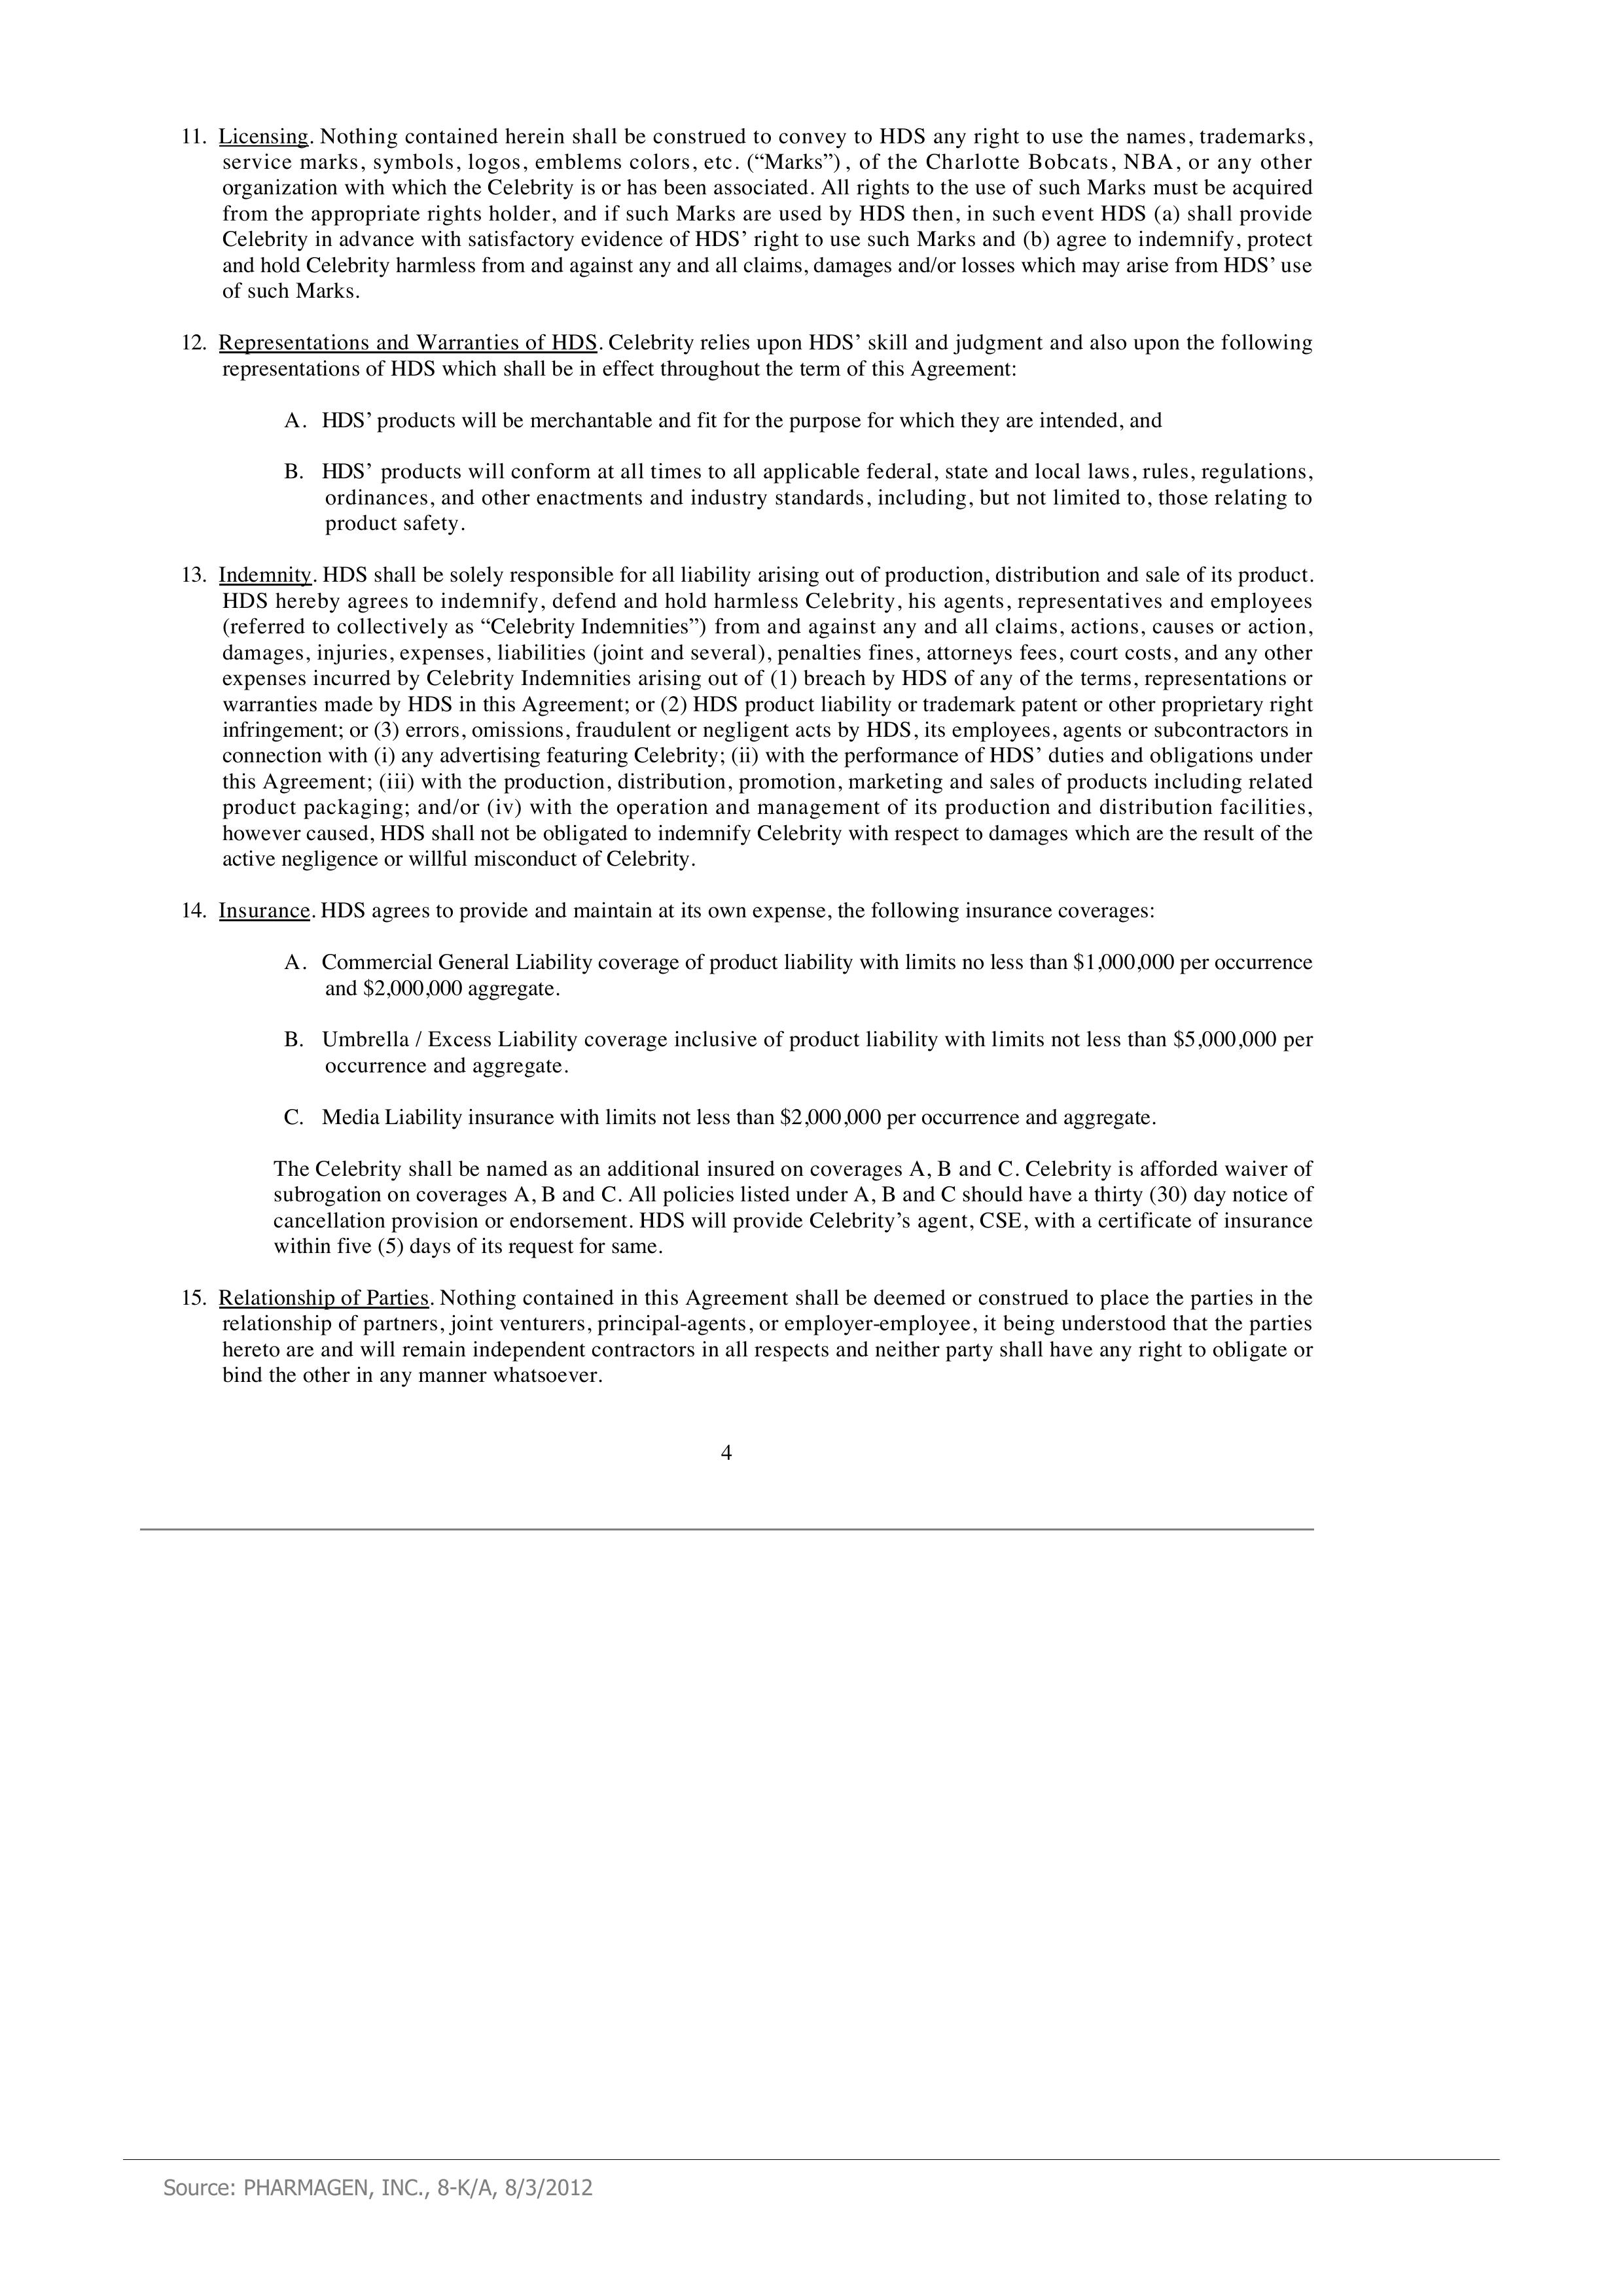 11. Licensing. Nothing contained herein shall be construed to convey to HDS any right to use the names, trademarks,
service marks, symbols, logos, emblems colors, etc. (“Marks”) , of the Charlotte Bobcats, NBA, or any other
organization with which the Celebrity is or has been associated. All rights to the use of such Marks must be acquired
from the appropriate rights holder, and if such Marks are used by HDS then, in such event HDS (a) shall provide
Celebrity in advance with satisfactory evidence of HDS’ right to use such Marks and (b) agree to indemnify, protect
and hold Celebrity harmless from and against any and all claims, damages and/or losses which may arise from HDS’ use
of such Marks.
12. Representations and Warranties of HDS. Celebrity relies upon HDS’ skill and judgment and also upon the following
representations of HDS which shall be in effect throughout the term of this Agreement:
A. HDS’ products will be merchantable and fit for the purpose for which they are intended, and
B. HDS’ products will conform at all times to all applicable federal, state and local laws, rules, regulations,
ordinances, and other enactments and industry standards, including, but not limited to, those relating to
product safety.
13. Indemnity. HDS shall be solely responsible for all liability arising out of production, distribution and sale of its product.
HDS hereby agrees to indemnify, defend and hold harmless Celebrity, his agents, representatives and employees
(referred to collectively as “Celebrity Indemnities”) from and against any and all claims, actions, causes or action,
damages, injuries, expenses, liabilities (joint and several), penalties fines, attorneys fees, court costs, and any other
expenses incurred by Celebrity Indemnities arising out of (1) breach by HDS of any of the terms, representations or
warranties made by HDS in this Agreement; or (2) HDS product liability or trademark patent or other proprietary right
infringement; or (3) errors, omissions, fraudulent or negligent acts by HDS, its employees, agents or subcontractors in
connection with (i) any advertising featuring Celebrity; (ii) with the performance of HDS’ duties and obligations under
this Agreement; (iii) with the production, distribution, promotion, marketing and sales of products including related
product packaging; and/or (iv) with the operation and management of its production and distribution facilities,
however caused, HDS shall not be obligated to indemnify Celebrity with respect to damages which are the result of the
active negligence or willful misconduct of Celebrity.
14. Insurance. HDS agrees to provide and maintain at its own expense, the following insurance coverages:
A. Commercial General Liability coverage of product liability with limits no less than $1,000,000 per occurrence
and $2,000,000 aggregate.
B. Umbrella / Excess Liability coverage inclusive of product liability with limits not less than $5,000,000 per
occurrence and aggregate.
C. Media Liability insurance with limits not less than $2,000,000 per occurrence and aggregate.
The Celebrity shall be named as an additional insured on coverages A, B and C. Celebrity is afforded waiver of
subrogation on coverages A, B and C. All policies listed under A, B and C should have a thirty (30) day notice of
cancellation provision or endorsement. HDS will provide Celebrity’s agent, CSE, with a certificate of insurance
within five (5) days of its request for same.
15. Relationship of Parties. Nothing contained in this Agreement shall be deemed or construed to place the parties in the
relationship of partners, joint venturers, principal-agents, or employer-employee, it being understood that the parties
hereto are and will remain independent contractors in all respects and neither party shall have any right to obligate or
bind the other in any manner whatsoever.
4
Source: PHARMAGEN, INC., 8-K/A, 8/3/2012